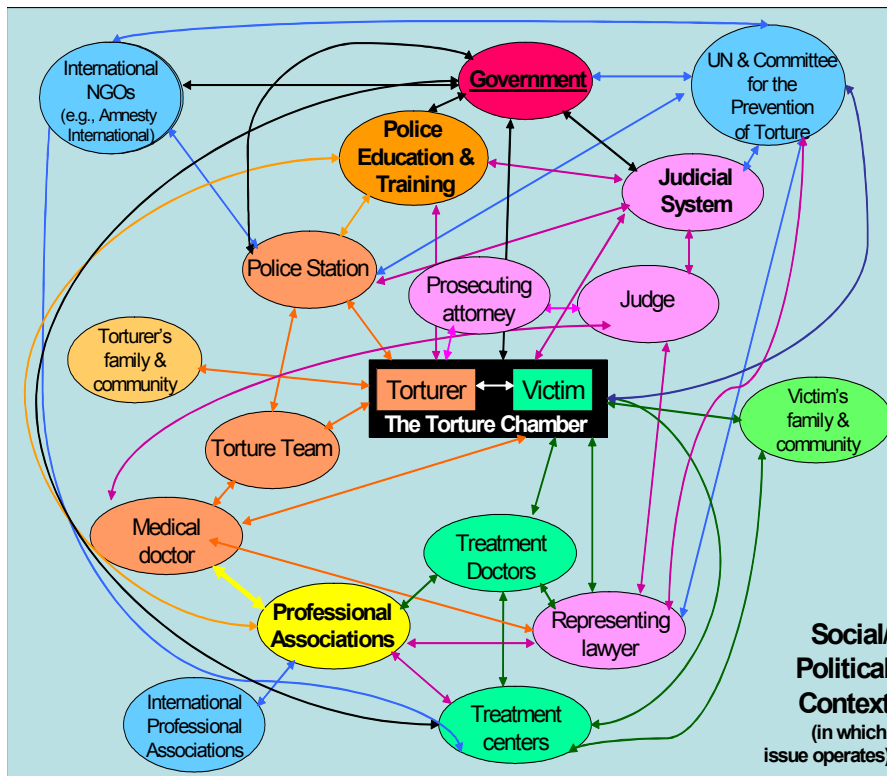 International
NGOs
(e.g., Amnesty
International)
Government
UN & Committee
for the
Prevention
of Torture
Police
Education &
Training
Judicial
System
Police Station
Prosecuting
attorney
Judge
Torturer's
family &
community
Torturer
Victim
The Torture Chamber
Victim's
family &
community
Torture Team
Medical
doctor
Treatment
Doctors
Professional
Associations
Representing
lawyer
International
Professional
Associations
Treatment
centers
Social/
Political
Context
(in which
issue operates)